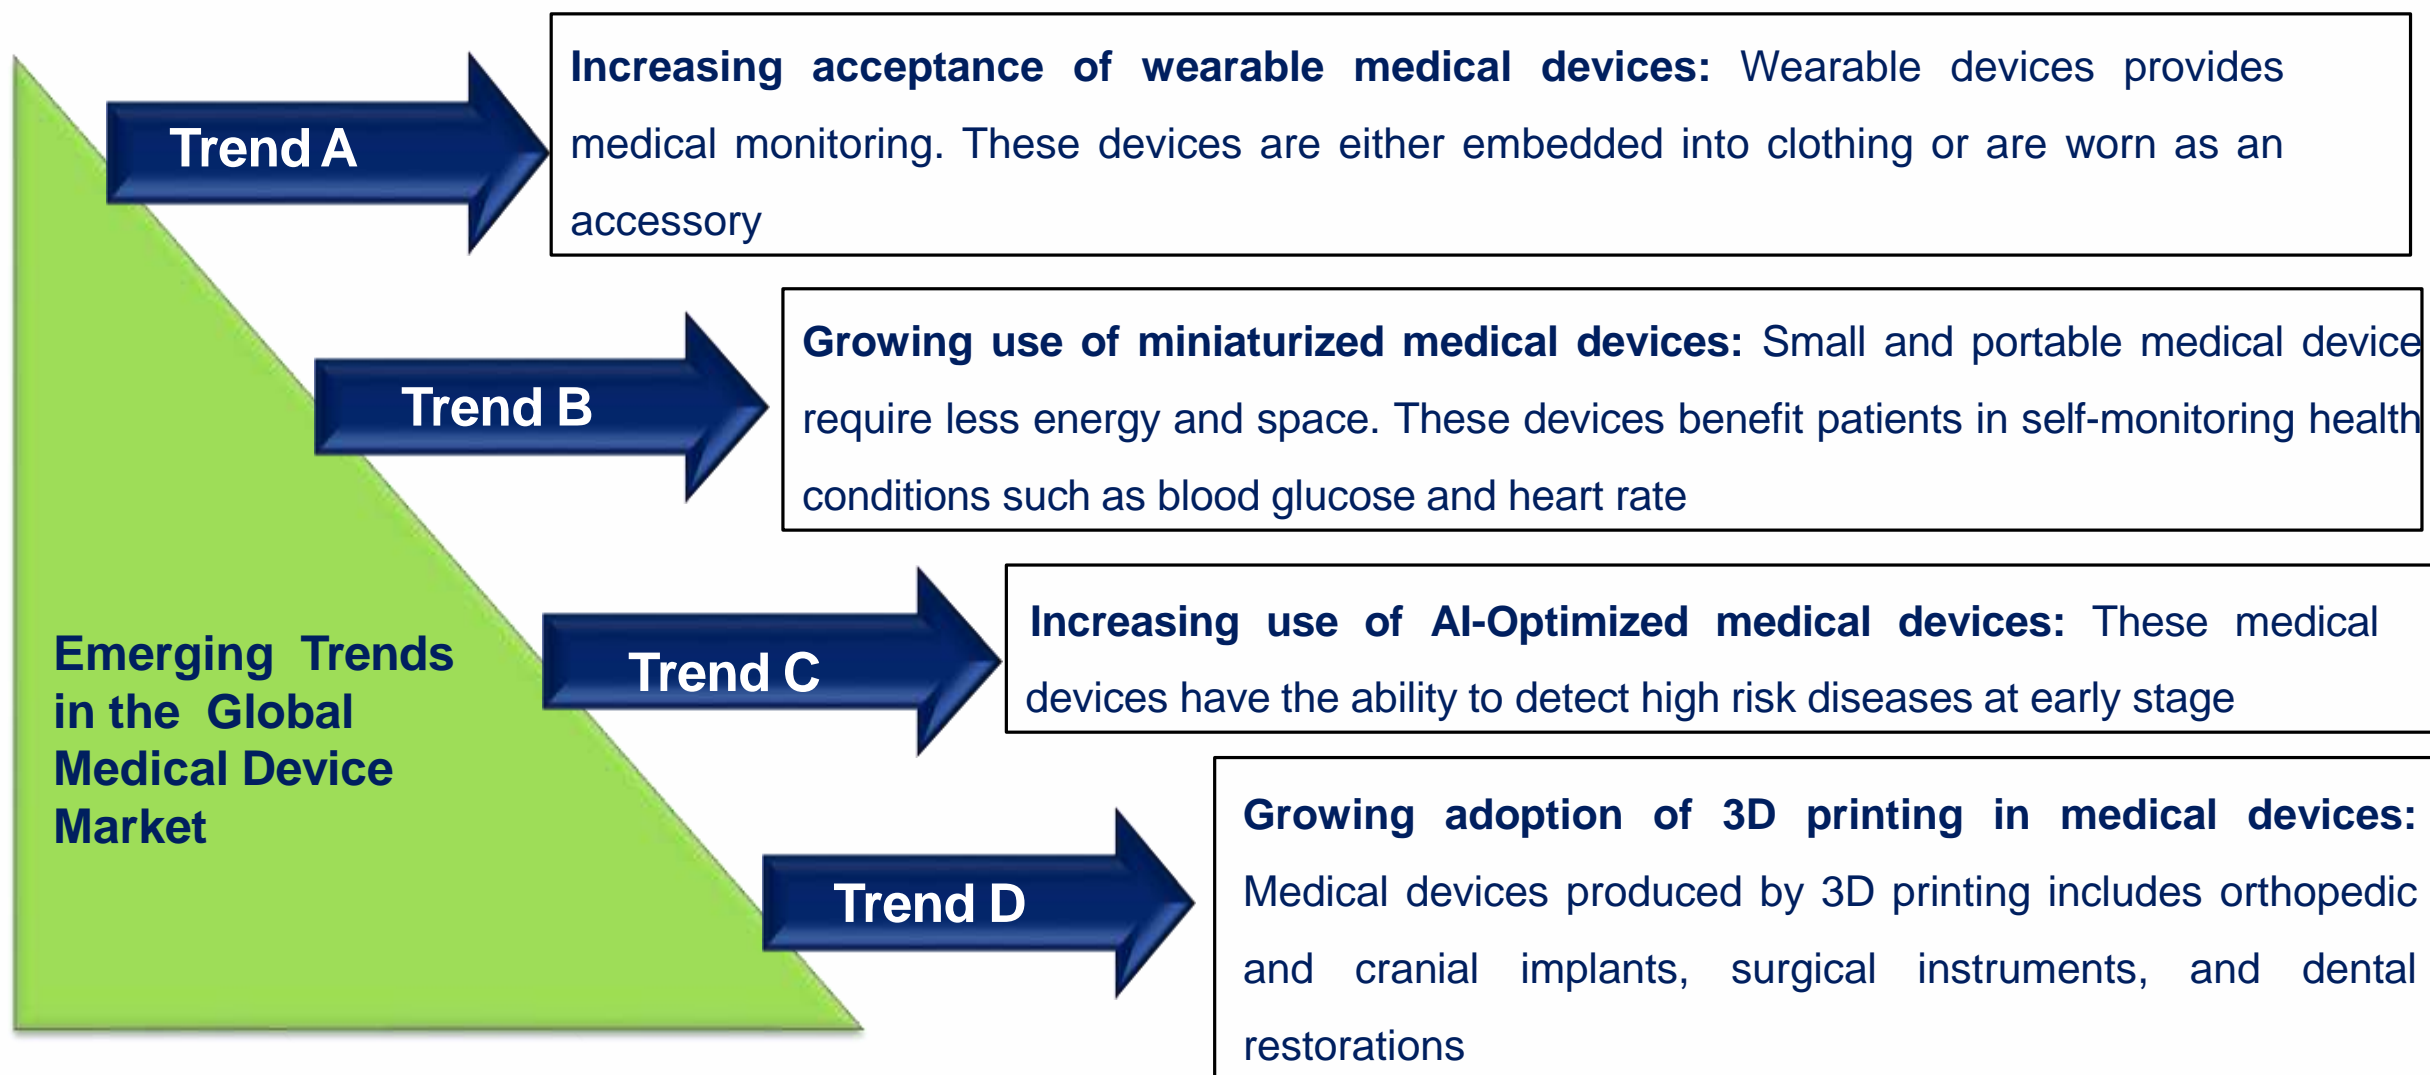 Trend A
Increasing acceptance of wearable medical devices: Wearable devices provides
medical monitoring. These devices are either embedded into clothing or are worn as an
accessory
Trend B
Growing use of miniaturized medical devices: Small and portable medical device
require less energy and space. These devices benefit patients in self-monitoring health
conditions such as blood glucose and heart rate
Trend C
Increasing use of AI-Optimized medical devices: These medical
devices have the ability to detect high risk diseases at early stage
Emerging Trends
in the Global
Medical Device
Market
Trend D
Growing adoption of 3D printing in medical devices:
Medical devices produced by 3D printing includes orthopedic
and cranial implants, surgical instruments, and dental
restorations